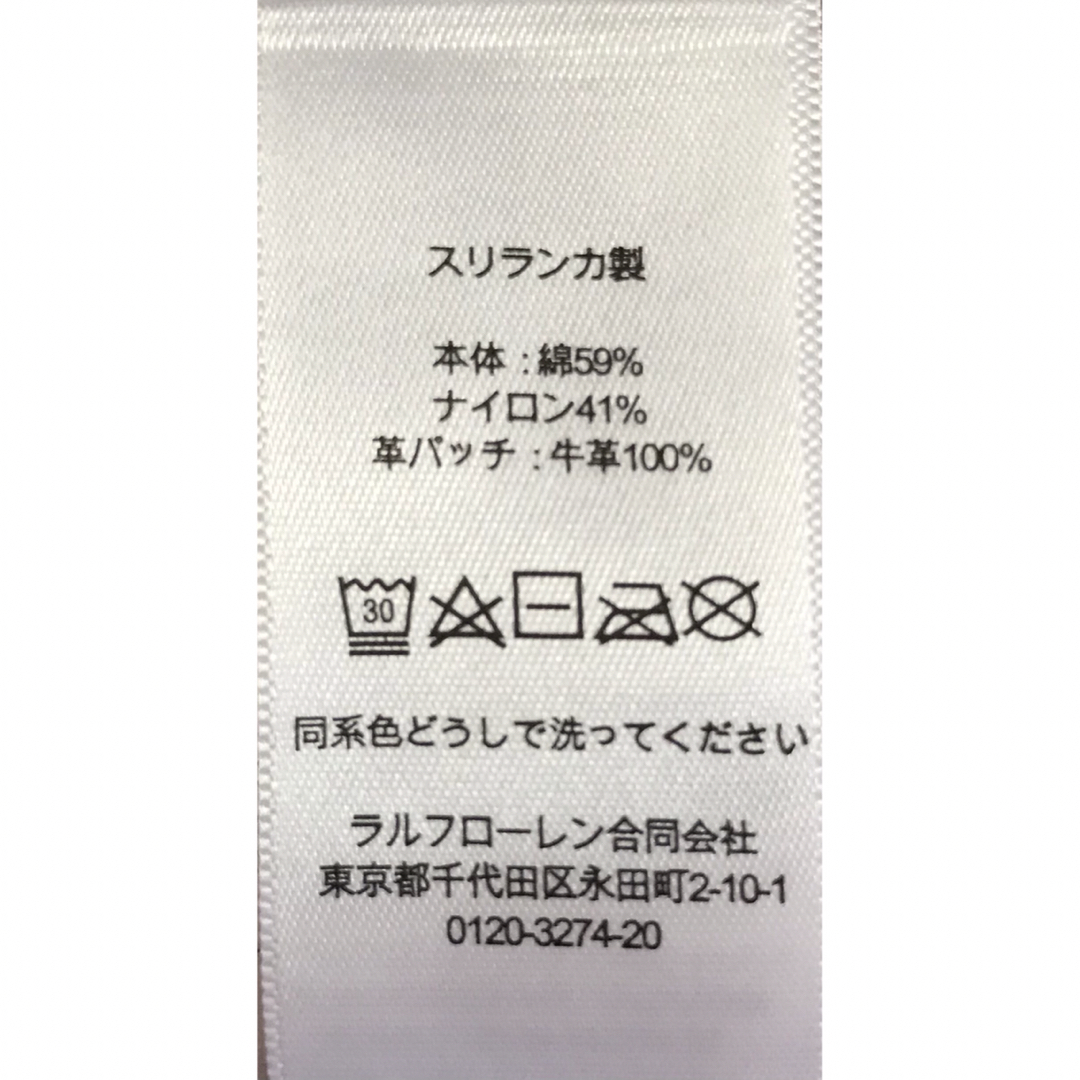 スリランカ製
本体 : 綿59%
ナイロン41%
革パッチ : 牛革100%
30
同系色どうしで洗ってください
ラルフローレン合同会社
東京都千代田区永田町2-10-1
0120-3274-20